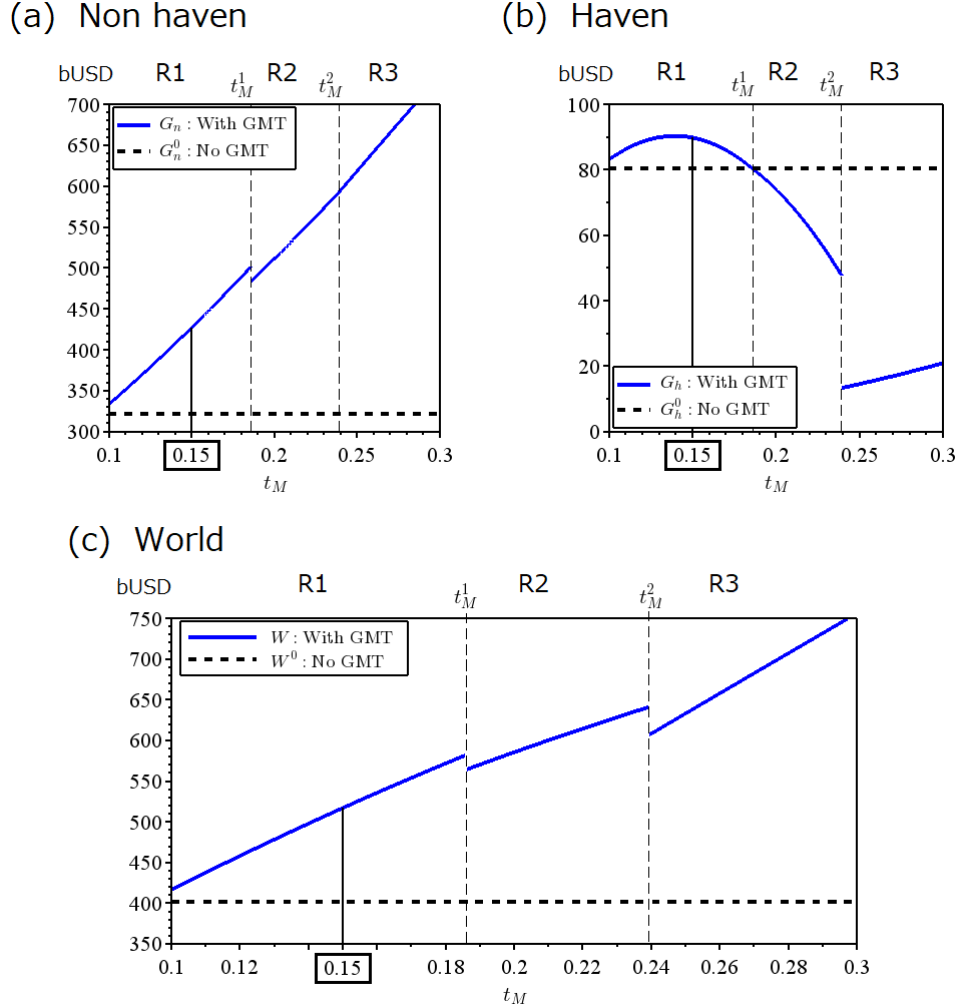 (a) Non haven
bUSD R1 t_M^1 R2 t_M^2 R3
700
650
600
550
500
450
400
350
300
G_n : With GMT
G_n^0 : No GMT
0.1 0.15 0.2 0.25 0.3
t_M
(b) Haven
bUSD R1 t_M^1 R2 t_M^2 R3
100
80
60
40
20
0
G_h : With GMT
G_h^0 : No GMT
0.1 0.15 0.2 0.25 0.3
t_M
(c) World
bUSD R1 t_M^1 R2 t_M^2 R3
750
700
650
600
550
500
450
400
350
W : With GMT
W^0 : No GMT
0.1 0.12 0.15 0.18 0.2 0.22 0.24 0.26 0.28 0.3
t_M